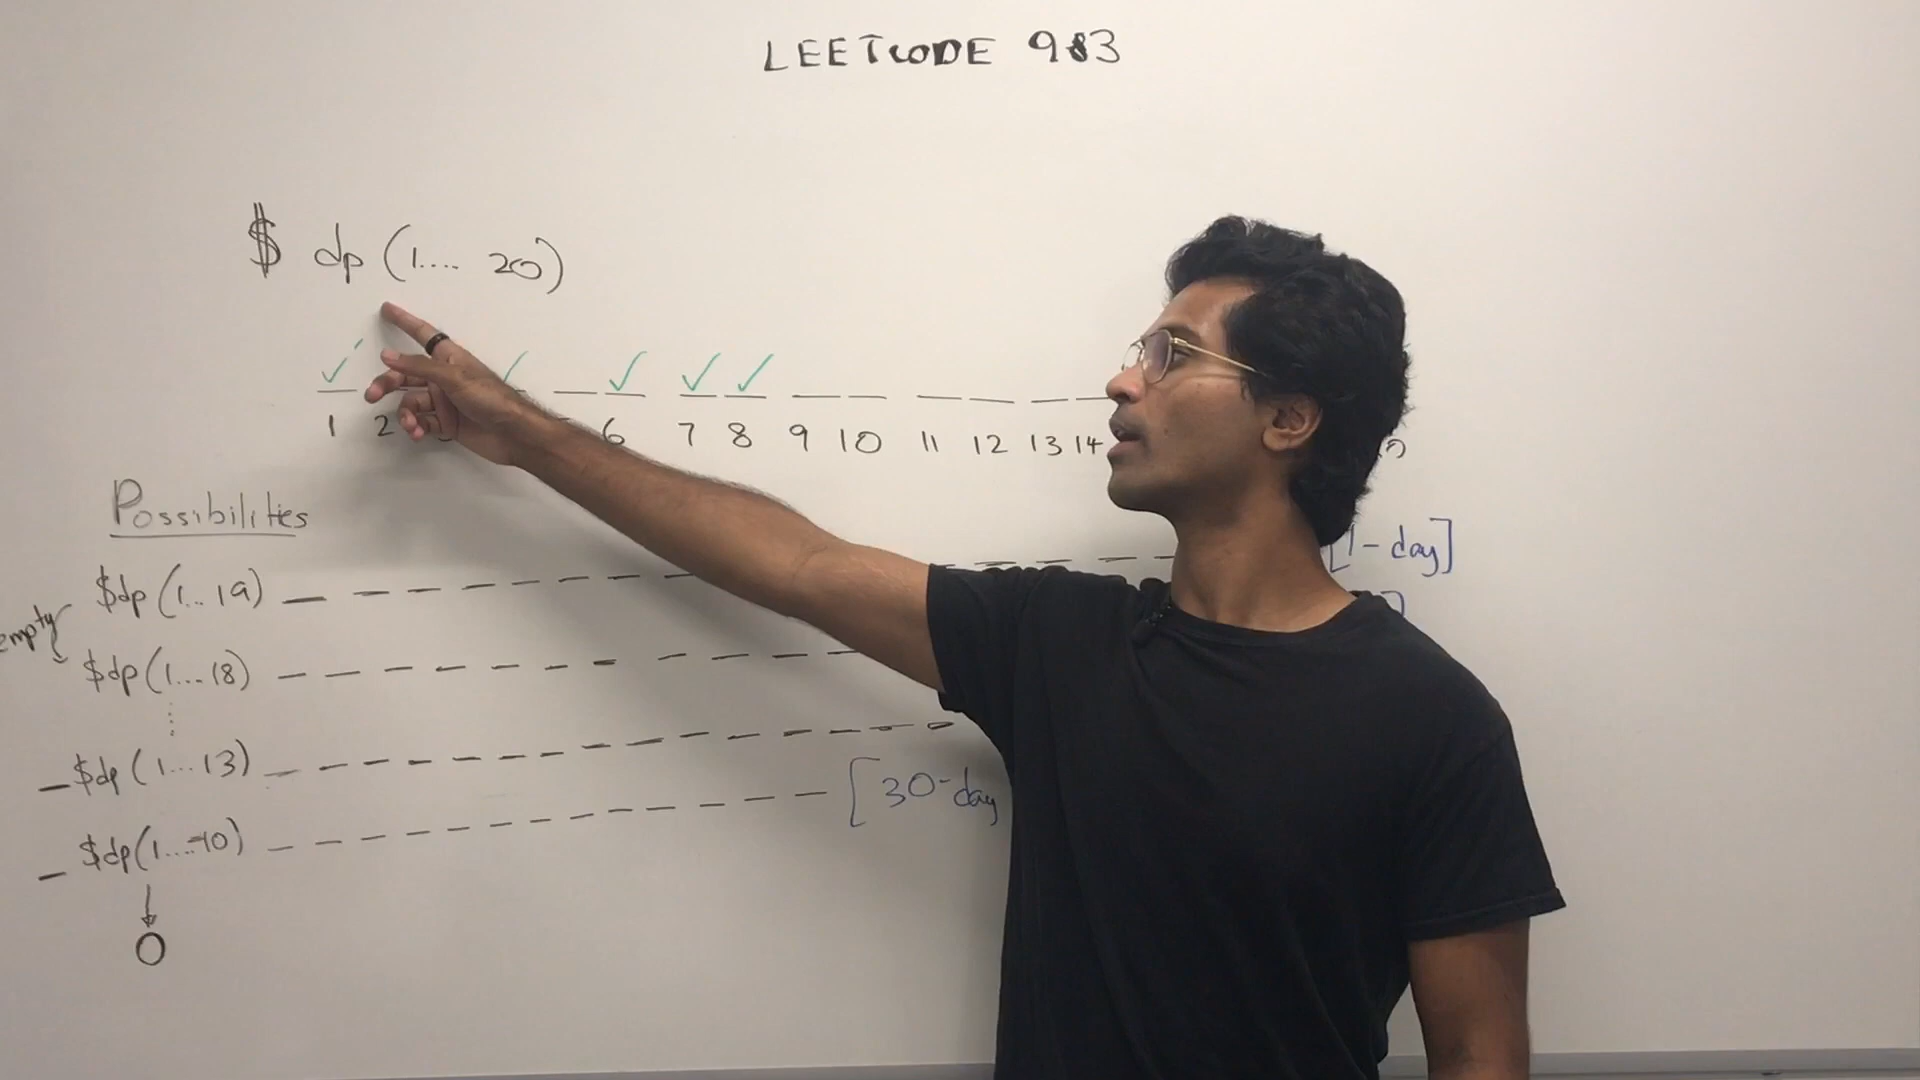 LEETCODE 983
$ dp (1.... 20)
1 2 6 7 8 9 10 11 12 13 14
Possibilities
$dp (1.. 19) [1-day]
empty
$dp (1...18)
$dp (1...13)
$dp (1...-10) [30-day
0